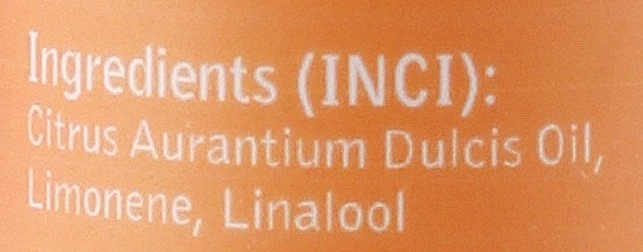 Ingredients (INCI):
Citrus Aurantium Dulcis Oil,
Limonene, Linalool